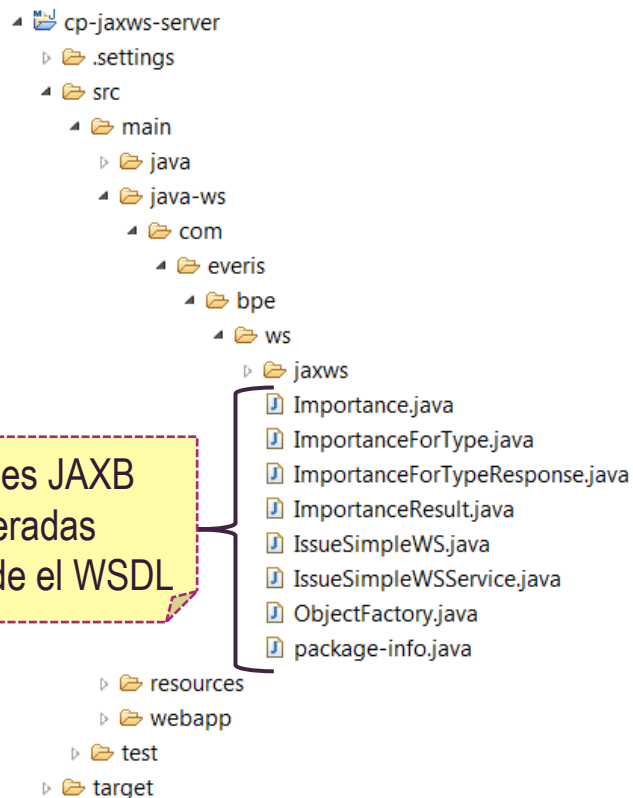 cp-jaxws-server
.settings
src
main
java
java-ws
com
everis
bpe
ws
jaxws
Importance.java
ImportanceForType.java
ImportanceForTypeResponse.java
ImportanceResult.java
IssueSimpleWS.java
IssueSimpleWSService.java
ObjectFactory.java
package-info.java
es JAXB
eradas
de el WSDL
resources
webapp
test
target